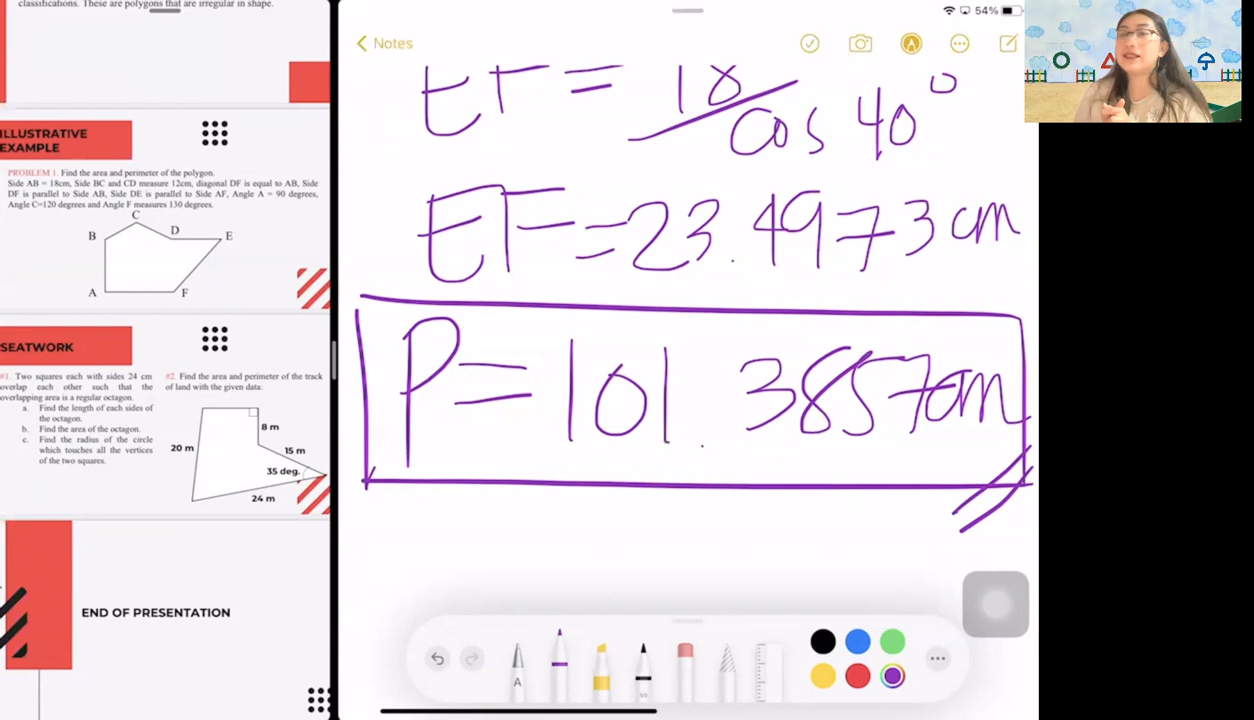 classifications. These are polygons that are irregular in shape.
ILLUSTRATIVE
EXAMPLE
PROBLEM 1. Find the area and perimeter of the polygon.
Side AB = 18cm, Side BC and CD measure 12cm, diagonal DF is equal to AB, Side
DF is parallel to Side AB, Side DE is parallel to Side AF, Angle A = 90 degrees,
Angle C=120 degrees and Angle F measures 130 degrees.
C
B
D
E
A
F
SEATWORK
#1. Two squares each with sides 24 cm
overlap each other such that the
overlapping area is a regular octagon.
a. Find the length of each sides of
the octagon.
b. Find the area of the octagon.
c. Find the radius of the circle
which touches all the vertices
of the two squares.
#2. Find the area and perimeter of the track
of land with the given data:
8 m
20 m
15 m
35 deg.
24 m
END OF PRESENTATION
54%
Notes
EF = 18/cos 40°
EF = 23.4973 cm
P = 101.3857cm
A
50